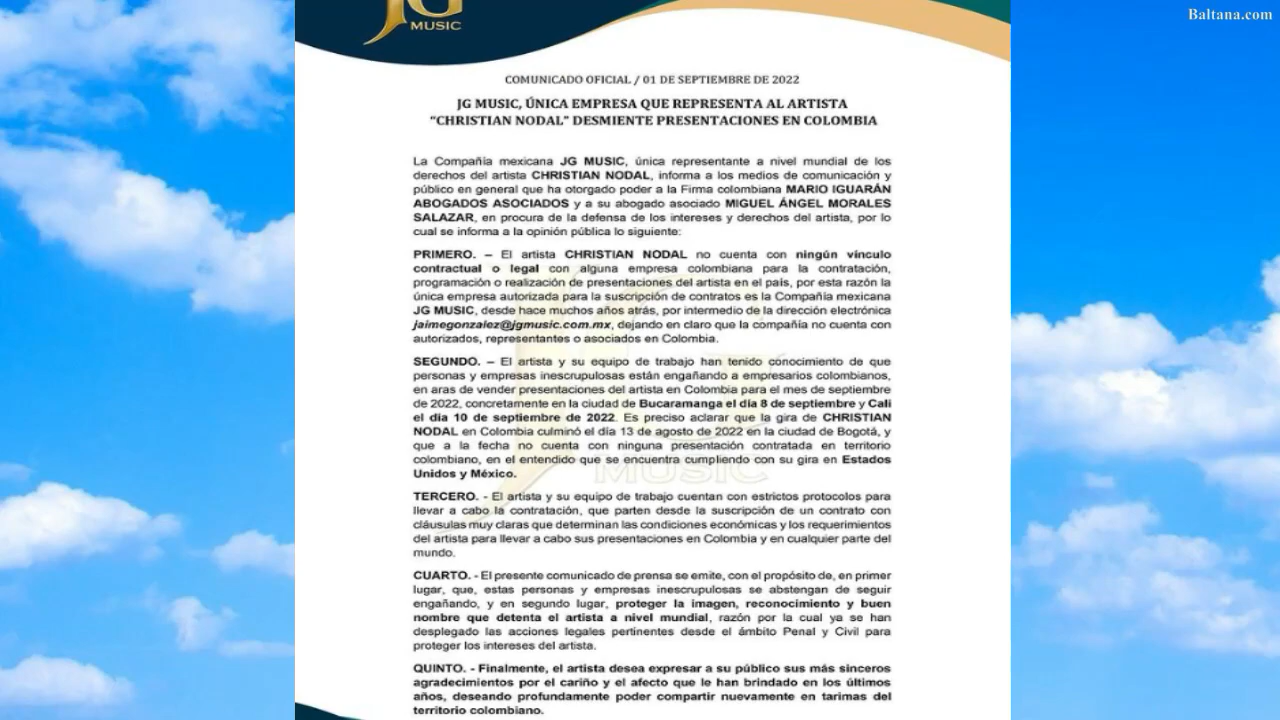 Baltana.com
JG
MUSIC
COMUNICADO OFICIAL / 01 DE SEPTIEMBRE DE 2022
JG MUSIC, ÚNICA EMPRESA QUE REPRESENTA AL ARTISTA
“CHRISTIAN NODAL” DESMIENTE PRESENTACIONES EN COLOMBIA
La Compañía mexicana JG MUSIC, única representante a nivel mundial de los
derechos del artista CHRISTIAN NODAL, informa a los medios de comunicación y
público en general que ha otorgado poder a la Firma colombiana MARIO IGUARÁN
ABOGADOS ASOCIADOS y a su abogado asociado MIGUEL ÁNGEL MORALES
SALAZAR, en procura de la defensa de los intereses y derechos del artista, por lo
cual se informa a la opinión pública lo siguiente:
PRIMERO. – El artista CHRISTIAN NODAL no cuenta con ningún vínculo
contractual o legal con alguna empresa colombiana para la contratación,
programación o realización de presentaciones del artista en el país, por esta razón la
única empresa autorizada para la suscripción de contratos es la Compañía mexicana
JG MUSIC, desde hace muchos años atrás, por intermedio de la dirección electrónica
jaimegonzalez@jgmusic.com.mx, dejando en claro que la compañía no cuenta con
autorizados, representantes o asociados en Colombia.
SEGUNDO. – El artista y su equipo de trabajo han tenido conocimiento de que
personas y empresas inescrupulosas están engañando a empresarios colombianos,
en aras de vender presentaciones del artista en Colombia para el mes de septiembre
de 2022, concretamente en la ciudad de Bucaramanga el día 8 de septiembre y Cali
el día 10 de septiembre de 2022. Es preciso aclarar que la gira de CHRISTIAN
NODAL en Colombia culminó el día 13 de agosto de 2022 en la ciudad de Bogotá, y
que a la fecha no cuenta con ninguna presentación contratada en territorio
colombiano, en el entendido que se encuentra cumpliendo con su gira en Estados
Unidos y México.
MUSIC
TERCERO. - El artista y su equipo de trabajo cuentan con estrictos protocolos para
llevar a cabo la contratación, que parten desde la suscripción de un contrato con
cláusulas muy claras que determinan las condiciones económicas y los requerimientos
del artista para llevar a cabo sus presentaciones en Colombia y en cualquier parte del
mundo.
CUARTO. - El presente comunicado de prensa se emite, con el propósito de, en primer
lugar, que, estas personas y empresas inescrupulosas se abstengan de seguir
engañando, y en segundo lugar, proteger la imagen, reconocimiento y buen
nombre que detenta el artista a nivel mundial, razón por la cual ya se han
desplegado las acciones legales pertinentes desde el ámbito Penal y Civil para
proteger los intereses del artista.
QUINTO. - Finalmente, el artista desea expresar a su público sus más sinceros
agradecimientos por el cariño y el afecto que le han brindado en los últimos
años, deseando profundamente poder compartir nuevamente en tarimas del
territorio colombiano.